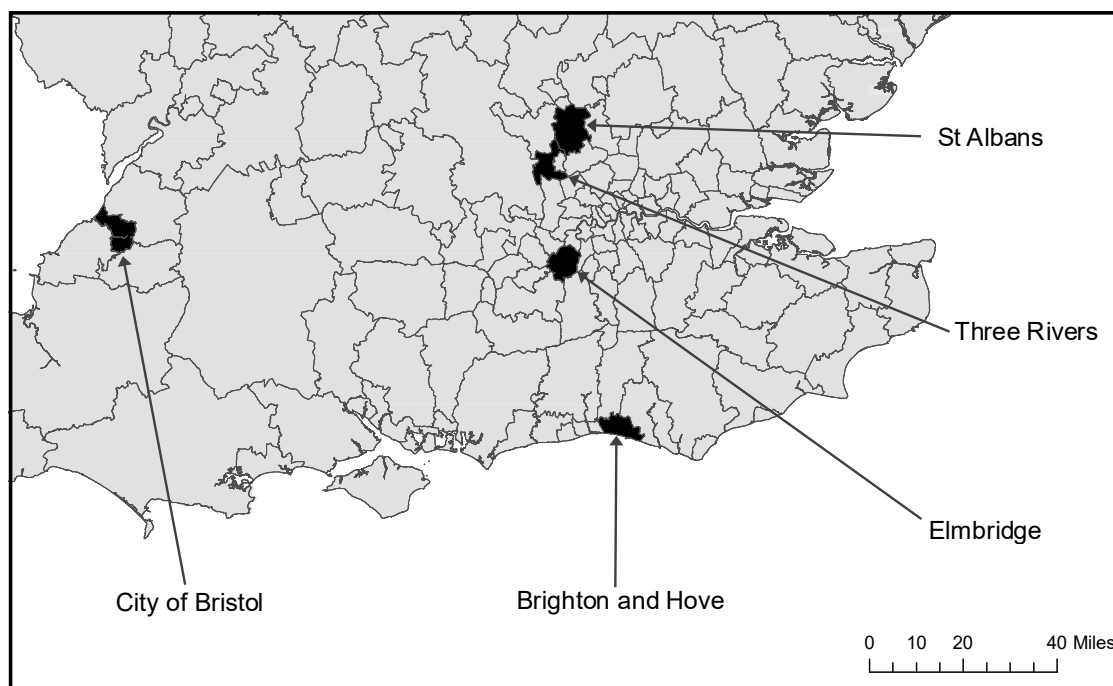 St Albans
Three Rivers
Elmbridge
City of Bristol
Brighton and Hove
0 10 20 40 Miles